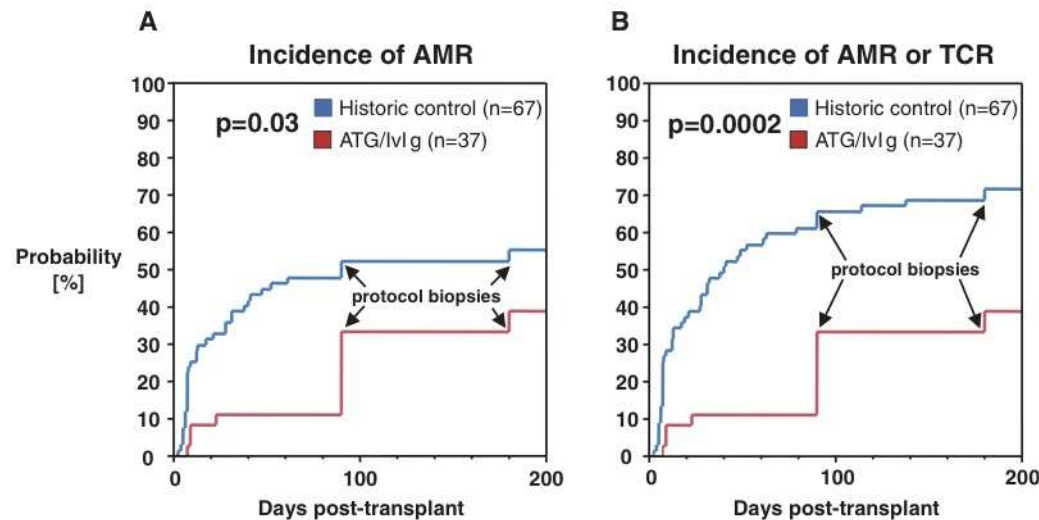 A
Incidence of AMR
100
90
80
70
60
50
40
30
20
10
0
Probability
[%]
p=0.03
Historic control (n=67)
ATG/IvIg (n=37)
protocol biopsies
0
100
200
Days post-transplant
B
Incidence of AMR or TCR
100
90
80
70
60
50
40
30
20
10
0
p=0.0002
Historic control (n=67)
ATG/IvIg (n=37)
protocol biopsies
0
100
200
Days post-transplant